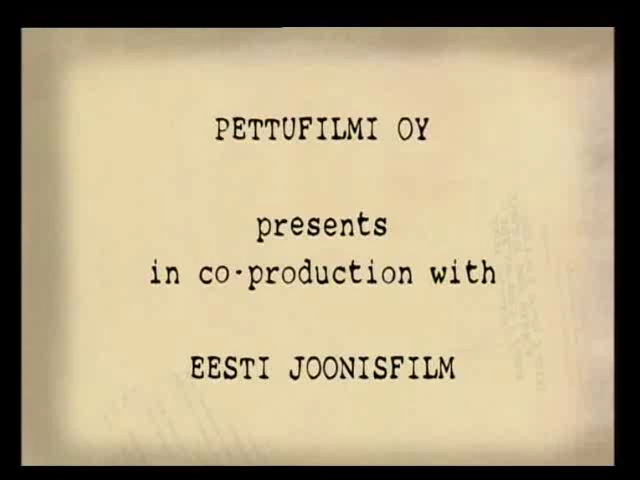 PETTUFILMI OY
presents
in co-production with
EESTI JOONISFILM